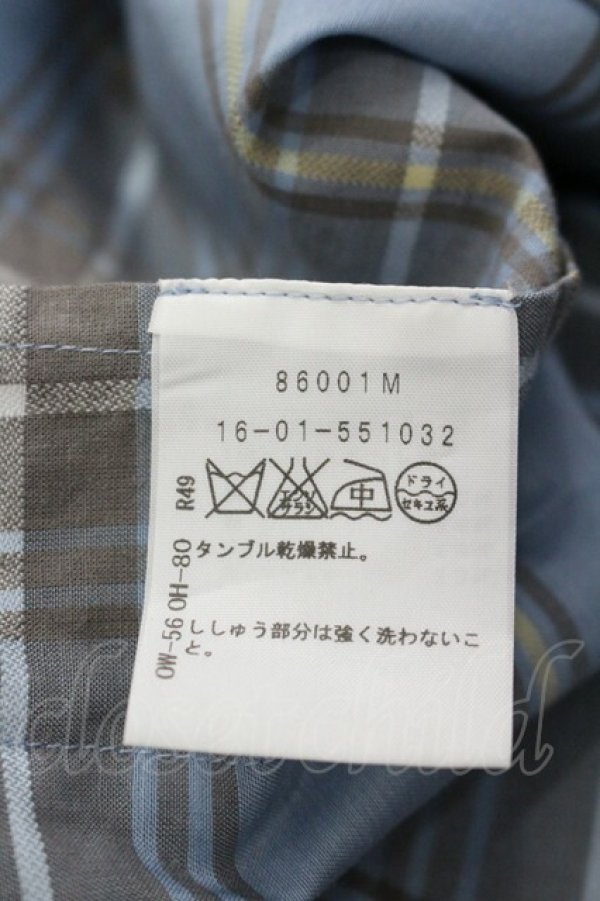 86001M
16-01-551032
エンソ
サラシ
中
ドライ
セキユ系
タンブル乾燥禁止。
ししゅう部分は強く洗わないこ
と。
OW-56 OH-80 R49
closet child